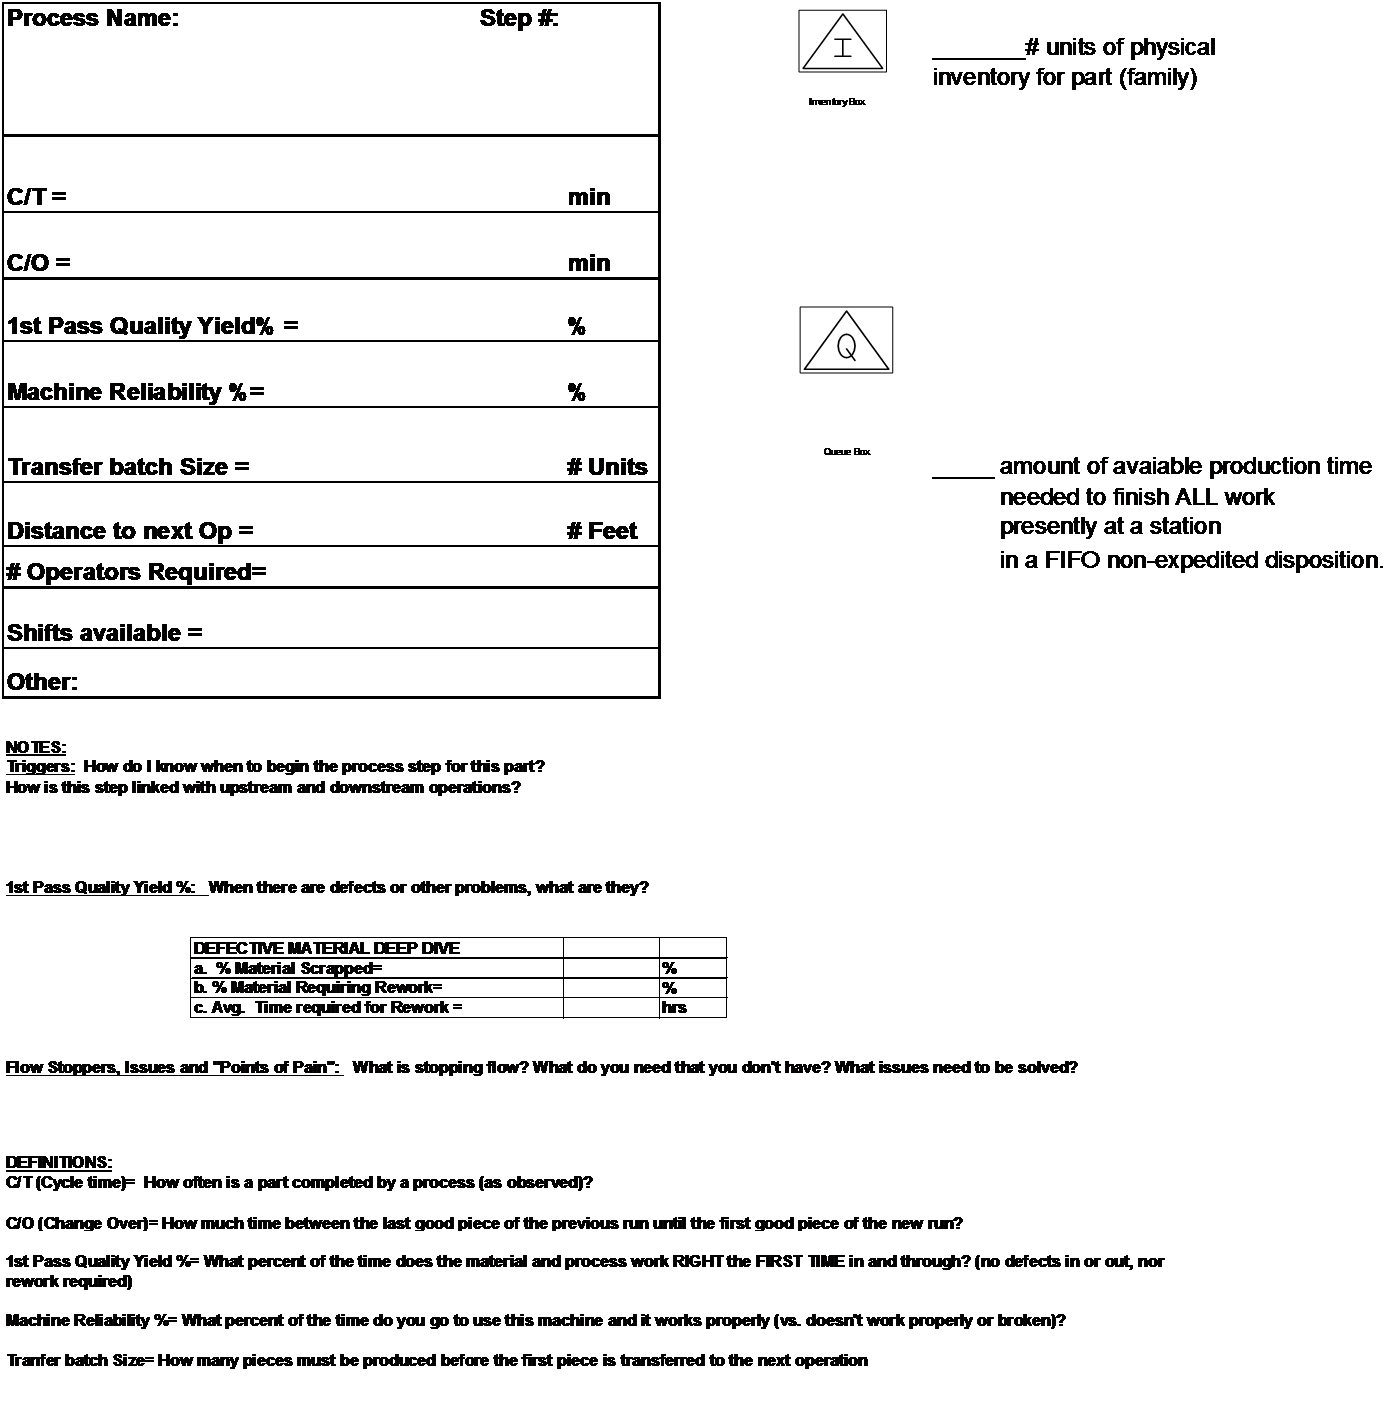 Process Name: Step #:
C/T = min
C/O = min
1st Pass Quality Yield% = %
Machine Reliability %= %
Transfer batch Size = # Units
Distance to next Op = # Feet
# Operators Required=
Shifts available =
Other:
I
Inventory Box
_______# units of physical
inventory for part (family)
Q
Queue Box
_____ amount of avaiable production time
needed to finish ALL work
presently at a station
in a FIFO non-expedited disposition.
NOTES:
Triggers: How do I know when to begin the process step for this part?
How is this step linked with upstream and downstream operations?
1st Pass Quality Yield %: When there are defects or other problems, what are they?
DEFECTIVE MATERIAL DEEP DIVE
a. % Material Scrapped= %
b. % Material Requiring Rework= %
c. Avg. Time required for Rework = hrs
Flow Stoppers, Issues and "Points of Pain": What is stopping flow? What do you need that you don't have? What issues need to be solved?
DEFINITIONS:
C/T (Cycle time)= How often is a part completed by a process (as observed)?
C/O (Change Over)= How much time between the last good piece of the previous run until the first good piece of the new run?
1st Pass Quality Yield %= What percent of the time does the material and process work RIGHT the FIRST TIME in and through? (no defects in or out, nor
rework required)
Machine Reliability %= What percent of the time do you go to use this machine and it works properly (vs. doesn't work properly or broken)?
Tranfer batch Size= How many pieces must be produced before the first piece is transferred to the next operation